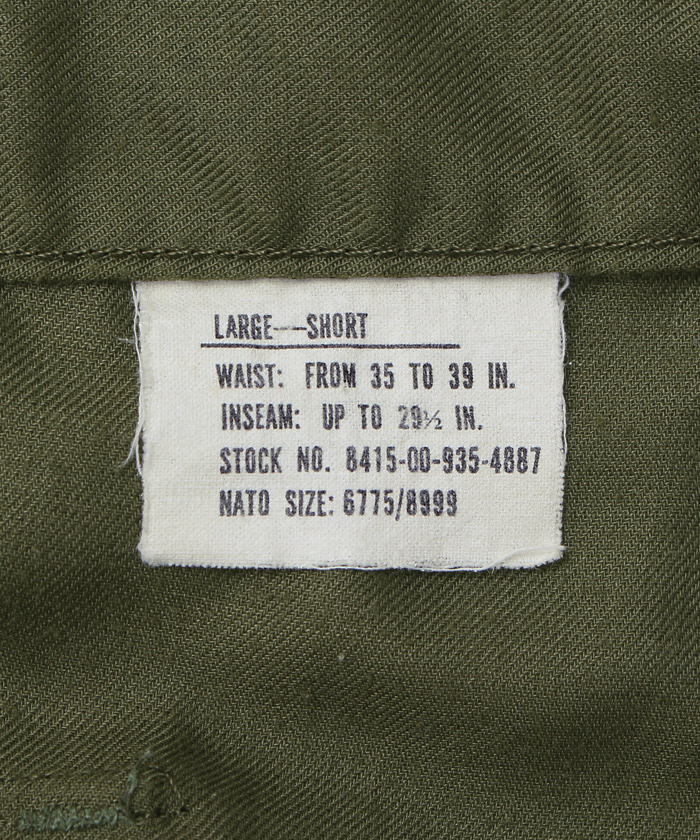 LARGE—SHORT
WAIST: FROM 35 TO 39 IN.
INSEAM: UP TO 29½ IN.
STOCK NO. 8415-00-935-4887
NATO SIZE: 6775/8999